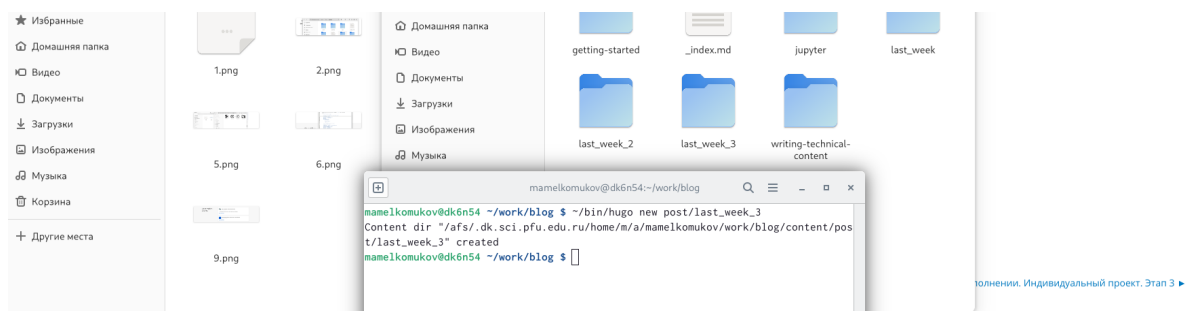 Избранные
Домашняя папка
Видео
Документы
Загрузки
Изображения
Музыка
Корзина
Другие места
1.png
2.png
5.png
6.png
9.png
Домашняя папка
Видео
Документы
Загрузки
Изображения
Музыка
getting-started
_index.md
jupyter
last_week
last_week_2
last_week_3
writing-technical-
content
mamelkomukov@dk6n54:~/work/blog
mamelkomukov@dk6n54 ~/work/blog $ ~/bin/hugo new post/last_week_3
Content dir "/afs/.dk.sci.pfu.edu.ru/home/m/a/mamelkomukov/work/blog/content/pos
t/last_week_3" created
mamelkomukov@dk6n54 ~/work/blog $
полнении. Индивидуальный проект. Этап 3 ►